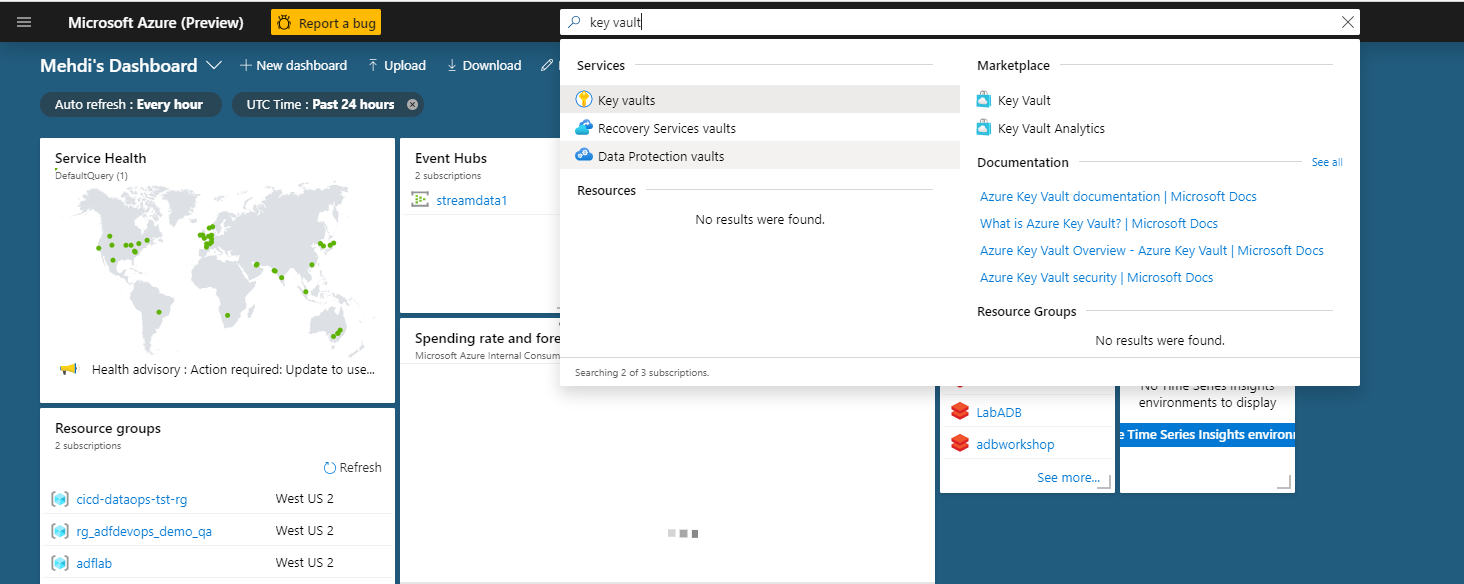 Microsoft Azure (Preview)
Report a bug
key vault
Mehdi's Dashboard
New dashboard
Upload
Download
Auto refresh : Every hour
UTC Time : Past 24 hours
Services
Key vaults
Recovery Services vaults
Data Protection vaults
Resources
No results were found.
Marketplace
Key Vault
Key Vault Analytics
Documentation
See all
Azure Key Vault documentation | Microsoft Docs
What is Azure Key Vault? | Microsoft Docs
Azure Key Vault Overview - Azure Key Vault | Microsoft Docs
Azure Key Vault security | Microsoft Docs
Resource Groups
No results were found.
Searching 2 of 3 subscriptions.
Service Health
DefaultQuery (1)
Health advisory : Action required: Update to use...
Event Hubs
2 subscriptions
streamdata1
Spending rate and fore
Microsoft Azure Internal Consum
Resource groups
2 subscriptions
Refresh
cicd-dataops-tst-rg West US 2
rg_adfdevops_demo_qa West US 2
adflab West US 2
LabADB
adbworkshop
See more...
No Time Series Insights
environments to display
e Time Series Insights environ